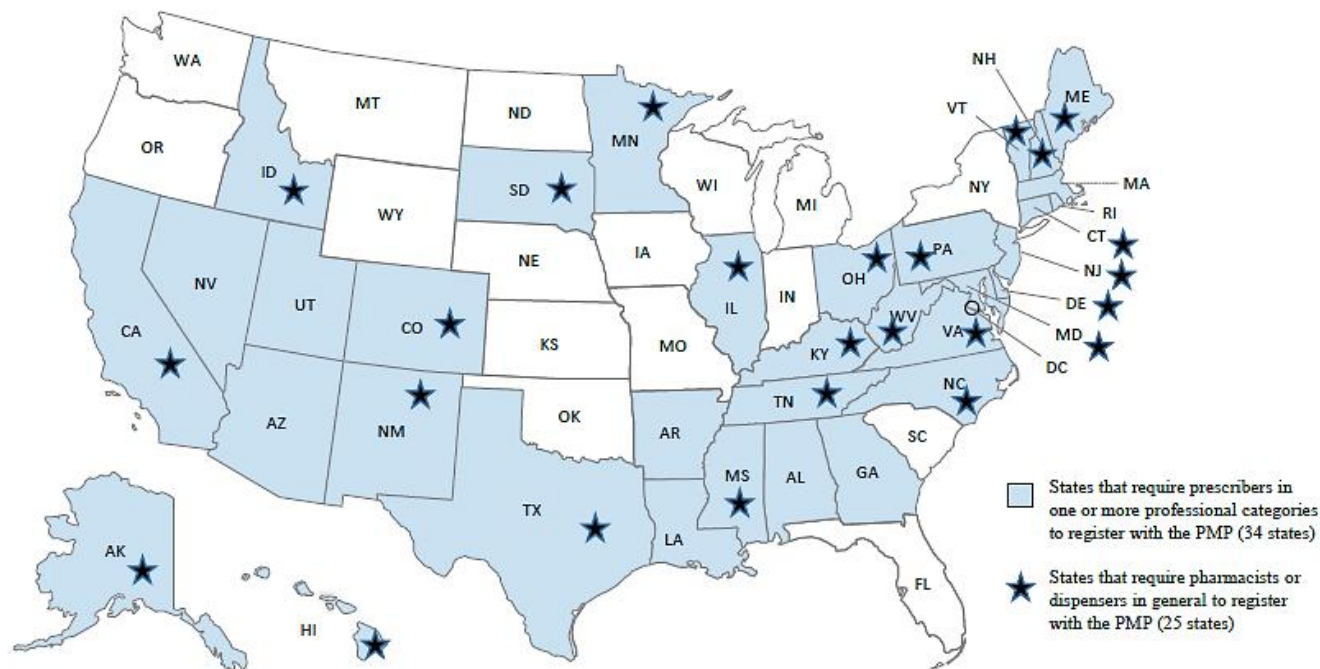 WA
MT
ND
MN
OR
ID
SD
WI
MI
NH
VT
ME
NY
MA
RI
CT
WY
NE
IA
PA
NJ
NV
UT
CO
IL
IN
OH
DE
CA
KS
MO
WV
VA
MD
KY
DC
AZ
NM
OK
AR
TN
NC
SC
TX
MS
AL
GA
LA
AK
FL
HI
States that require prescribers in
one or more professional categories
to register with the PMP (34 states)
States that require pharmacists or
dispensers in general to register
with the PMP (25 states)